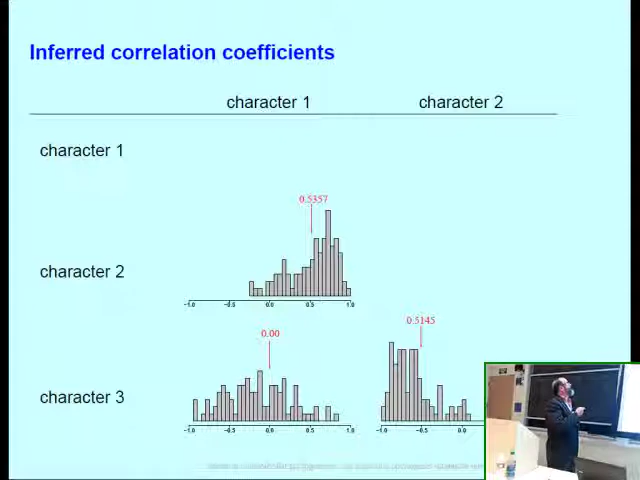 Inferred correlation coefficients
character 1 character 2
character 1
0.5357
character 2
-1.0 -0.5 0.0 0.5 1.0
0.00 0.5145
character 3
-1.0 -0.5 0.0 0.5 1.0 -1.0 -0.5 0.0